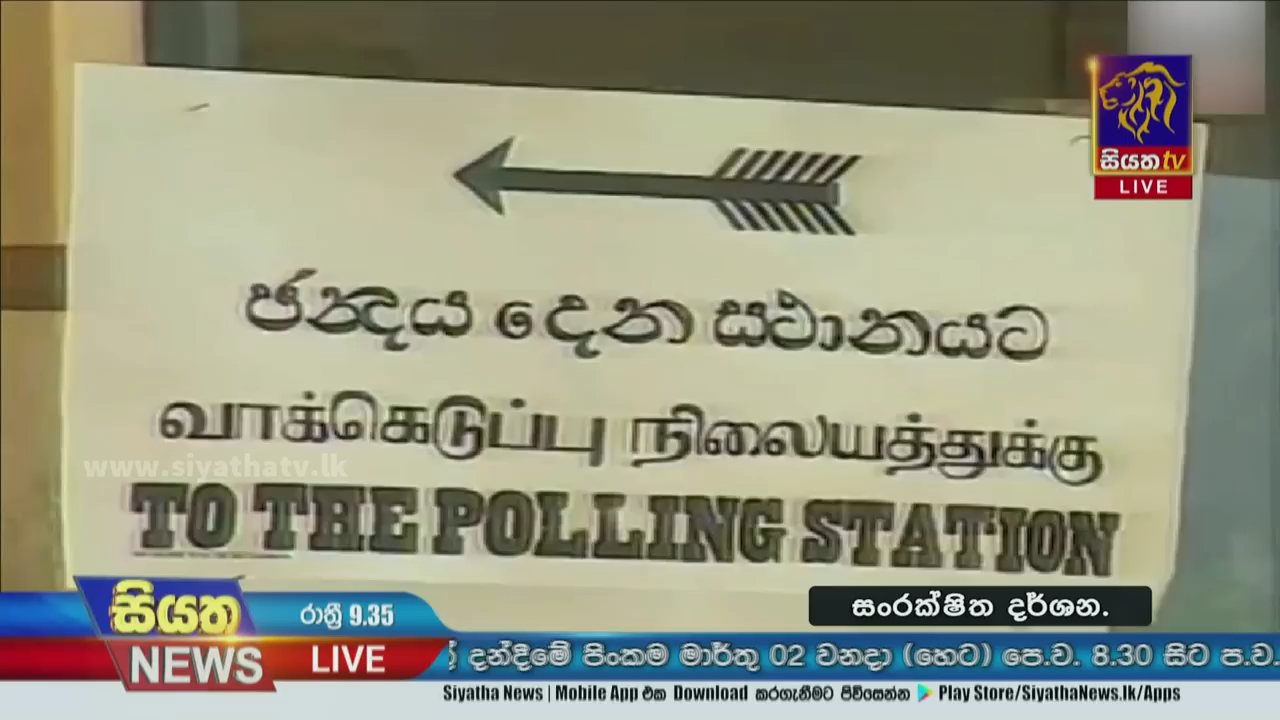 සියත tv
LIVE
ඡන්දය දෙන ස්ථානයට
வாக்கெடுப்பு நிலையத்துக்கு
www.siyathatv.lk
TO THE POLLING STATION
සංරක්ෂිත දර්ශන.
සියත
NEWS
රාත්‍රී 9.35
LIVE
දන්දීමේ පිංකම මාර්තු 02 වනදා (හෙට) පෙ.ව. 8.30 සිට ප.ව.
Siyatha News | Mobile App එක Download කරගැනීමට පිවිසෙන්න Play Store/SiyathaNews.lk/Apps